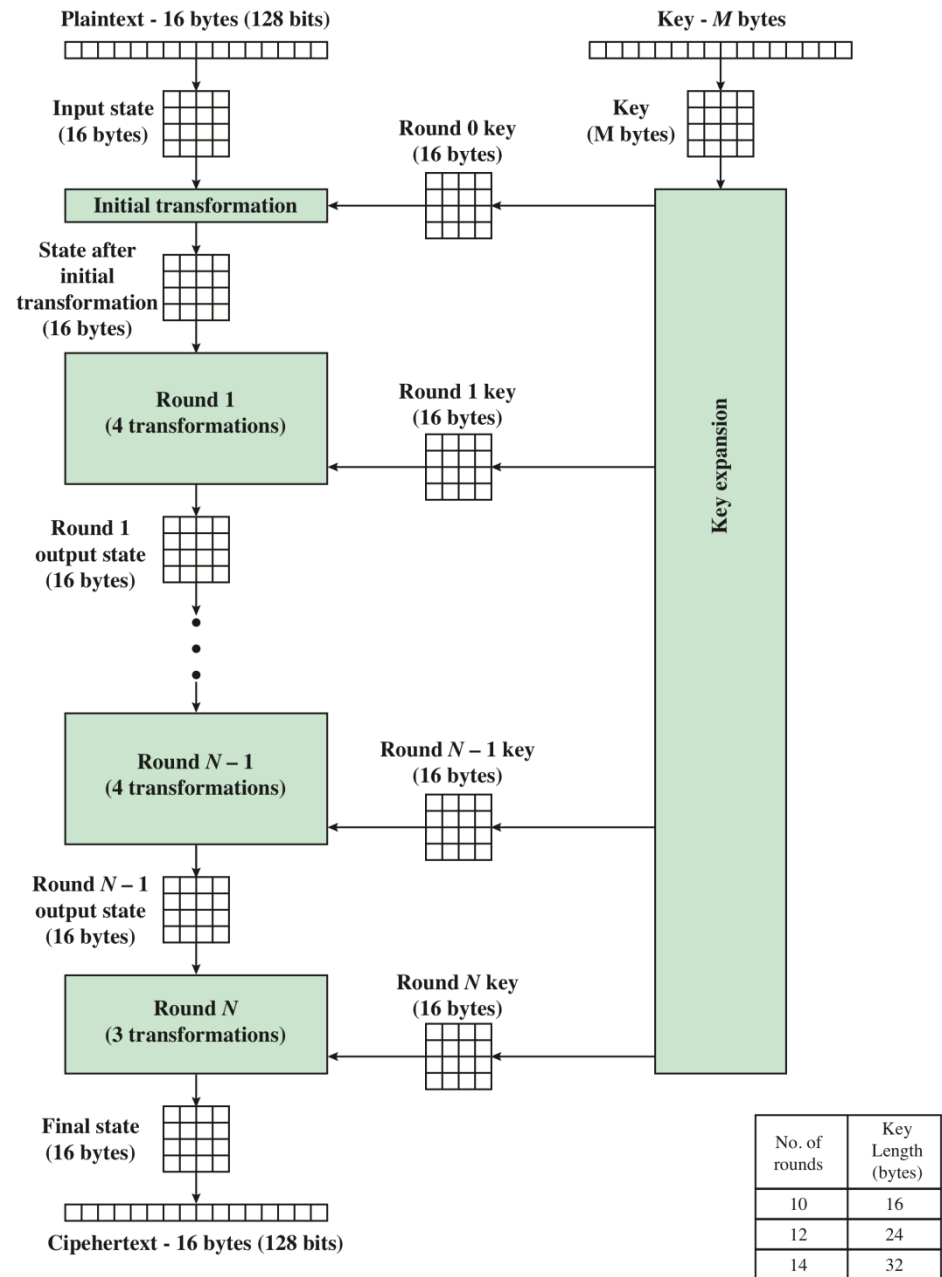 Plaintext - 16 bytes (128 bits)
Key - M bytes
Input state
(16 bytes)
Key
(M bytes)
Round 0 key
(16 bytes)
Initial transformation
State after
initial
transformation
(16 bytes)
Round 1
(4 transformations)
Round 1 key
(16 bytes)
Key expansion
Round 1
output state
(16 bytes)
Round N – 1
(4 transformations)
Round N – 1 key
(16 bytes)
Round N – 1
output state
(16 bytes)
Round N
(3 transformations)
Round N key
(16 bytes)
Final state
(16 bytes)
Cipehertext - 16 bytes (128 bits)
No. of
rounds
Key
Length
(bytes)
10 16
12 24
14 32